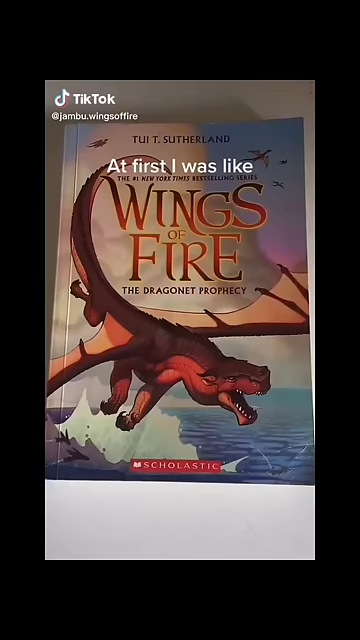 TikTok
@jambu.wingsoffire
TUI T. SUTHERLAND
At first I was like
THE #1 NEW YORK TIMES BESTSELLING SERIES
WINGS
OF
FIRE
THE DRAGONET PROPHECY
SCHOLASTIC